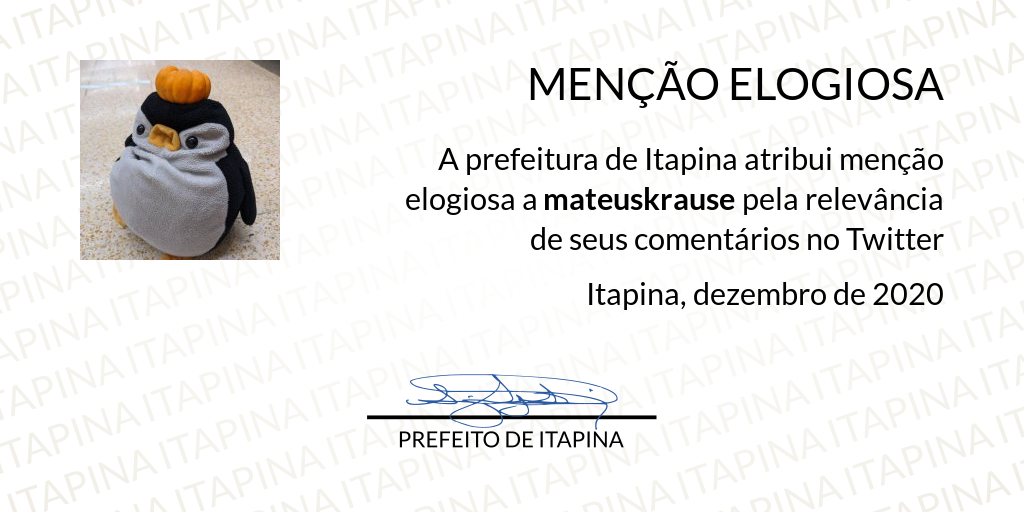 MENÇÃO ELOGIOSA
A prefeitura de Itapina atribui menção
elogiosa a mateuskrause pela relevância
de seus comentários no Twitter
Itapina, dezembro de 2020
PREFEITO DE ITAPINA